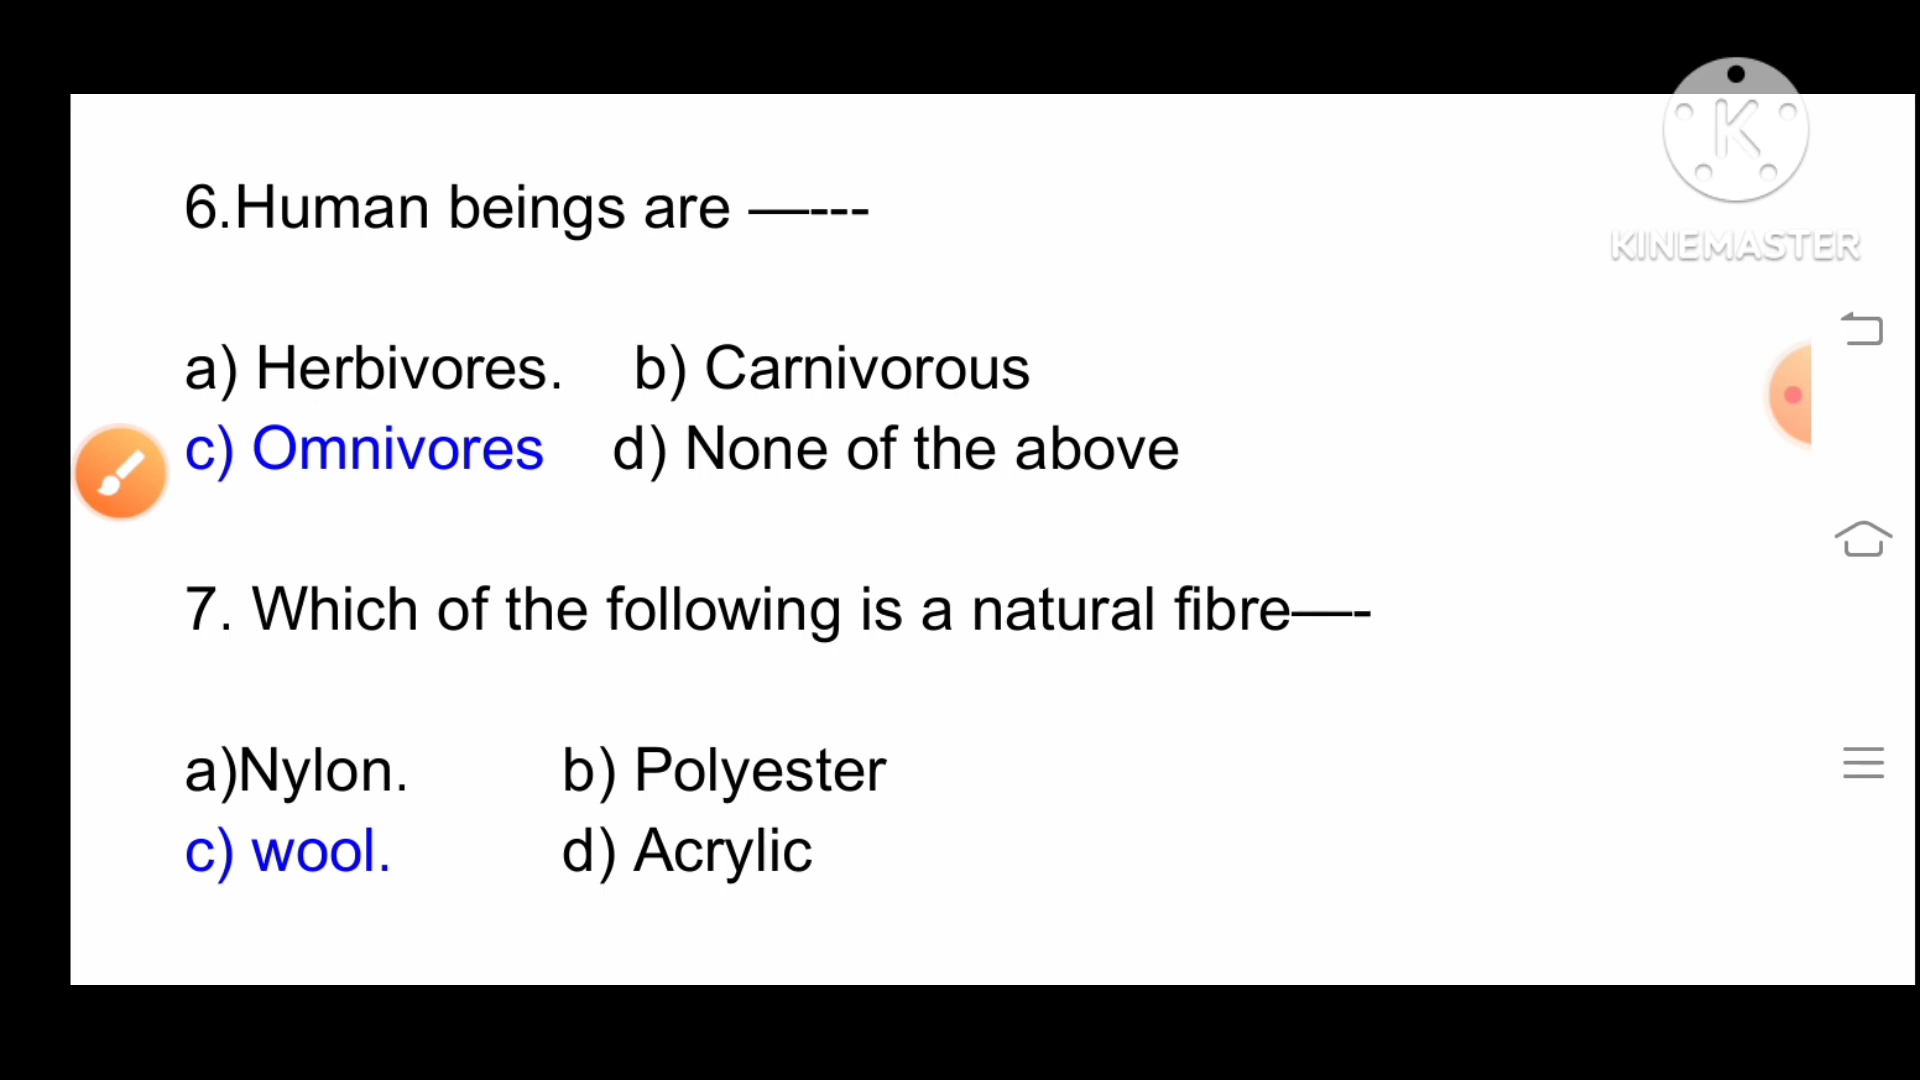 K
KINEMASTER
6.Human beings are —---
a) Herbivores. b) Carnivorous
c) Omnivores d) None of the above
7. Which of the following is a natural fibre—-
a)Nylon. b) Polyester
c) wool. d) Acrylic